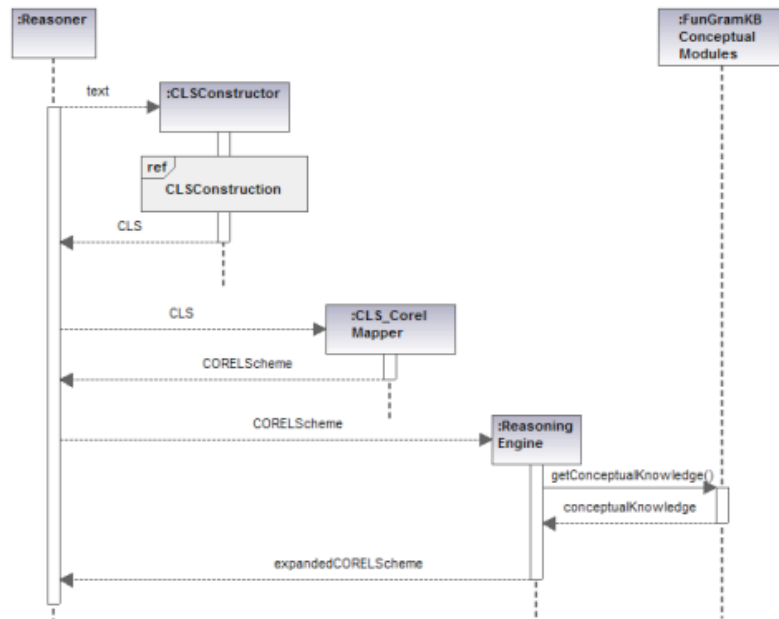 :Reasoner
:FunGramKB
Conceptual
Modules
text
:CLSConstructor
ref
CLSConstruction
CLS
CLS
:CLS_Corel
Mapper
CORELScheme
CORELScheme
:Reasoning
Engine
getConceptualKnowledge()
conceptualKnowledge
expandedCORELScheme